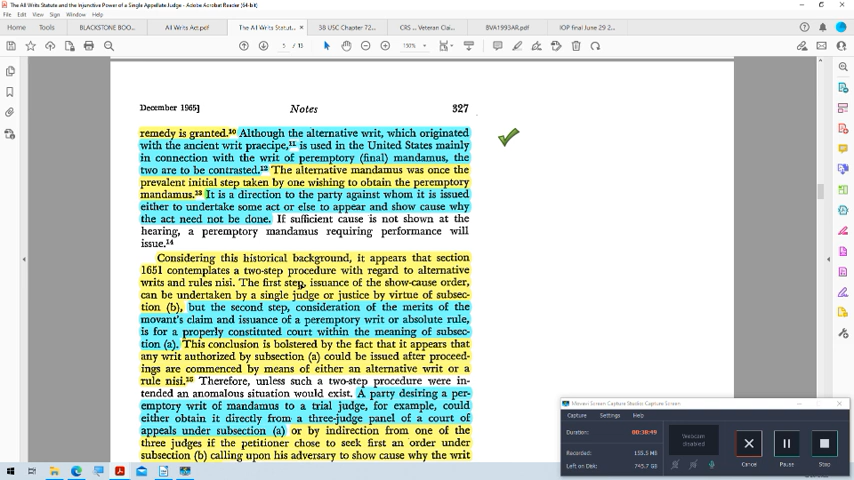 The All Writs Statute and the Injunctive Power of a Single Appellate Judge - Adobe Acrobat Reader (64-bit)
File Edit View Sign Window Help
Home Tools BLACKSTONE BOO... All Writs Act.pdf The All Writs Statut... × 38 USC Chapter 72... CRS ... Veteran Claim... BVA1993AR.pdf IOP final June 29 2...
5 / 15 150%
December 1965] Notes 327
remedy is granted.10 Although the alternative writ, which originated
with the ancient writ praecipe,11 is used in the United States mainly
in connection with the writ of peremptory (final) mandamus, the
two are to be contrasted.12 The alternative mandamus was once the
prevalent initial step taken by one wishing to obtain the peremptory
mandamus.13 It is a direction to the party against whom it is issued
either to undertake some act or else to appear and show cause why
the act need not be done. If sufficient cause is not shown at the
hearing, a peremptory mandamus requiring performance will
issue.14
Considering this historical background, it appears that section
1651 contemplates a two-step procedure with regard to alternative
writs and rules nisi. The first step, issuance of the show-cause order,
can be undertaken by a single judge or justice by virtue of subsec-
tion (b), but the second step, consideration of the merits of the
movant's claim and issuance of a peremptory writ or absolute rule,
is for a properly constituted court within the meaning of subsec-
tion (a). This conclusion is bolstered by the fact that it appears that
any writ authorized by subsection (a) could be issued after proceed-
ings are commenced by means of either an alternative writ or a
rule nisi.15 Therefore, unless such a two-step procedure were in-
tended an anomalous situation would exist. A party desiring a per-
emptory writ of mandamus to a trial judge, for example, could
either obtain it directly from a three-judge panel of a court of
appeals under subsection (a) or by indirection from one of the
three judges if the petitioner chose to seek first an order under
subsection (b) calling upon his adversary to show cause why the writ
Movavi Screen Capture Studio: Capture Screen
Capture Settings Help
Duration: 00:38:49
Recorded: 155.5 MB
Left on Disk: 745.7 GB
Webcam disabled
Cancel Pause Stop